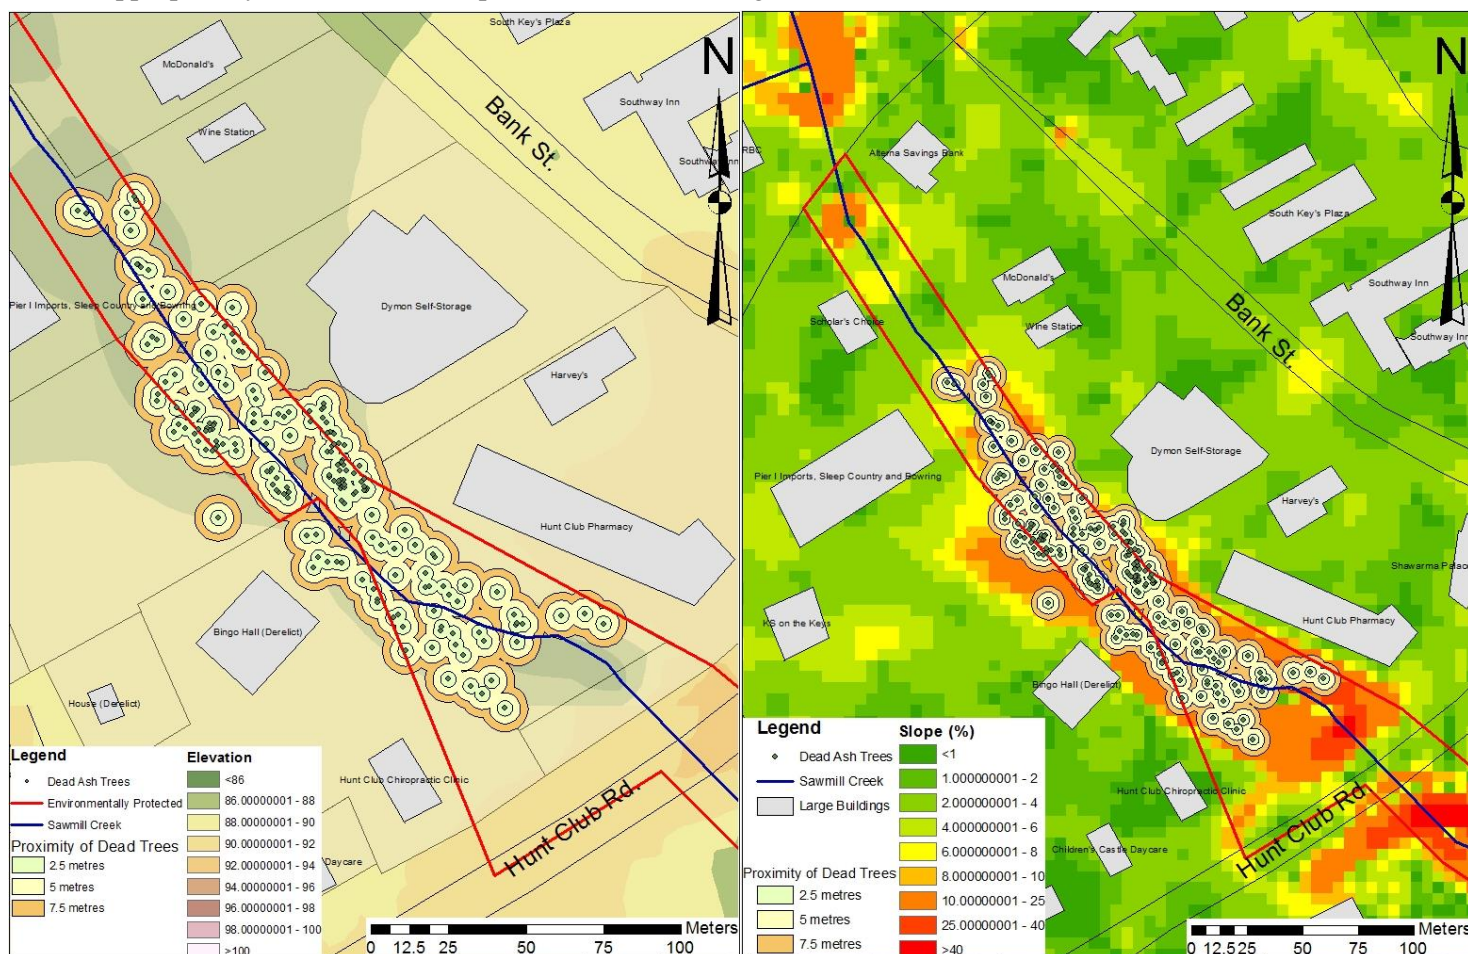 South Key's Plaza
McDonald's
Southway Inn
Wine Station
Bank St.
N
Pier I Imports, Sleep Country and Bowring
Dymon Self-Storage
Harvey's
Hunt Club Pharmacy
Bingo Hall (Derelict)
House (Derelict)
Hunt Club Chiropractic Clinic
Daycare
Hunt Club Rd.
Legend
Dead Ash Trees
Environmentally Protected
Sawmill Creek
Proximity of Dead Trees
2.5 metres
5 metres
7.5 metres
Elevation
<86
86.00000001 - 88
88.00000001 - 90
90.00000001 - 92
92.00000001 - 94
94.00000001 - 96
96.00000001 - 98
98.00000001 - 100
>100
Meters
0 12.5 25 50 75 100
N
RBC
Alterna Savings Bank
South Key's Plaza
McDonald's
Southway Inn
Southway Inn
Scholar's Choice
Wine Station
Bank St.
Dymon Self-Storage
Pier I Imports, Sleep Country and Bowring
Harvey's
Shawarma Palace
KS on the Keys
Hunt Club Pharmacy
Bingo Hall (Derelict)
Hunt Club Chiropractic Clinic
Children's Castle Daycare
Hunt Club Rd
Legend
Dead Ash Trees
Sawmill Creek
Large Buildings
Proximity of Dead Trees
2.5 metres
5 metres
7.5 metres
Slope (%)
<1
1.000000001 - 2
2.000000001 - 4
4.000000001 - 6
6.000000001 - 8
8.000000001 - 10
10.00000001 - 25
25.00000001 - 40
>40
Meters
0 12.5 25 50 75 100